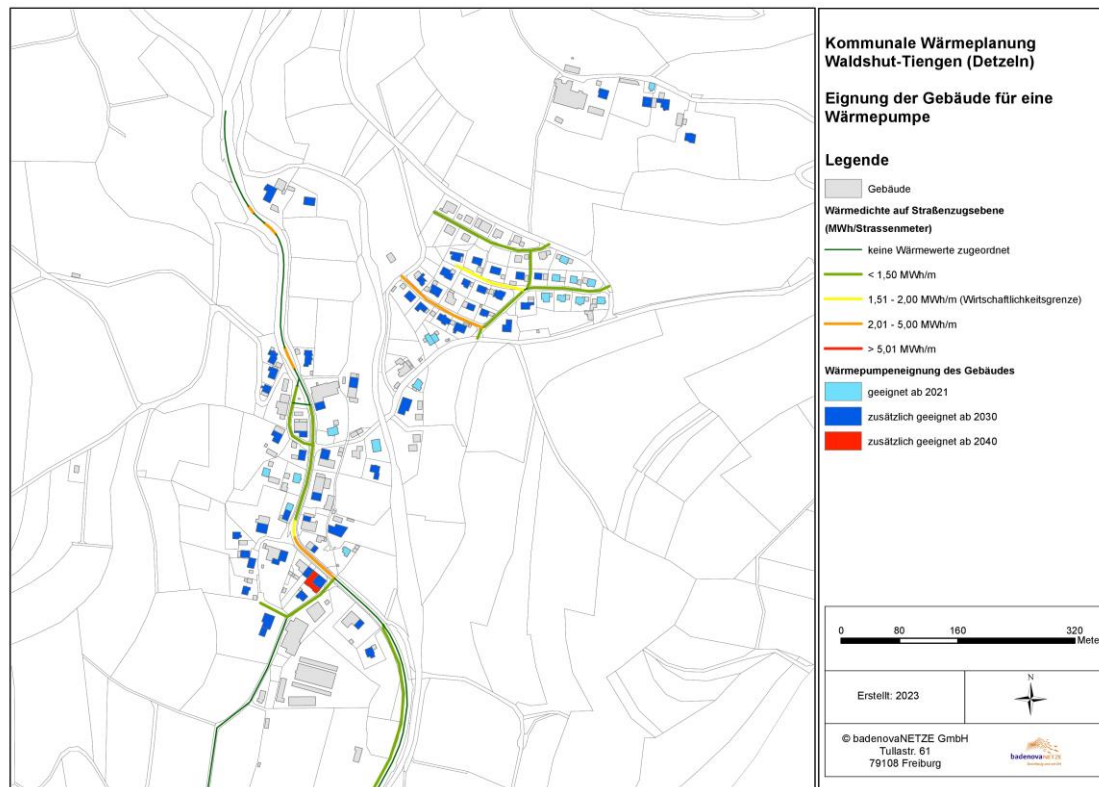 Kommunale Wärmeplanung
Waldshut-Tiengen (Detzeln)
Eignung der Gebäude für eine
Wärmepumpe
Legende
Gebäude
Wärmedichte auf Straßenzugsebene
(MWh/Strassenmeter)
keine Wärmewerte zugeordnet
< 1,50 MWh/m
1,51 - 2,00 MWh/m (Wirtschaftlichkeitsgrenze)
2,01 - 5,00 MWh/m
> 5,01 MWh/m
Wärmepumpeneignung des Gebäudes
geeignet ab 2021
zusätzlich geeignet ab 2030
zusätzlich geeignet ab 2040
0 80 160 320
Mete
Erstellt: 2023
N
© badenovaNETZE GmbH
Tullastr. 61
79108 Freiburg
badenovaNETZE